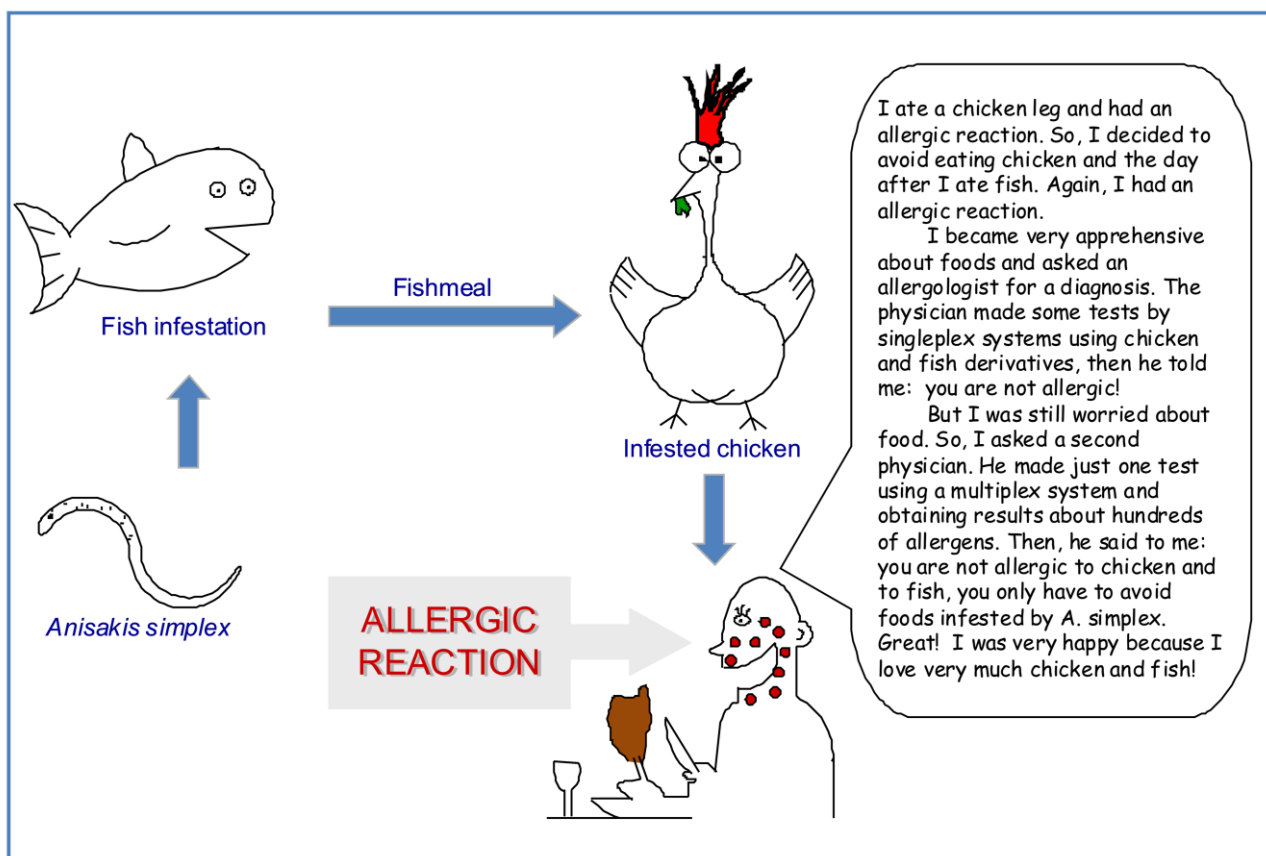 Fish infestation
Fishmeal
Infested chicken
Anisakis simplex
ALLERGIC
REACTION
I ate a chicken leg and had an
allergic reaction. So, I decided to
avoid eating chicken and the day
after I ate fish. Again, I had an
allergic reaction.
I became very apprehensive
about foods and asked an
allergologist for a diagnosis. The
physician made some tests by
singleplex systems using chicken
and fish derivatives, then he told
me: you are not allergic!
But I was still worried about
food. So, I asked a second
physician. He made just one test
using a multiplex system and
obtaining results about hundreds
of allergens. Then, he said to me:
you are not allergic to chicken and
to fish, you only have to avoid
foods infested by A. simplex.
Great! I was very happy because I
love very much chicken and fish!